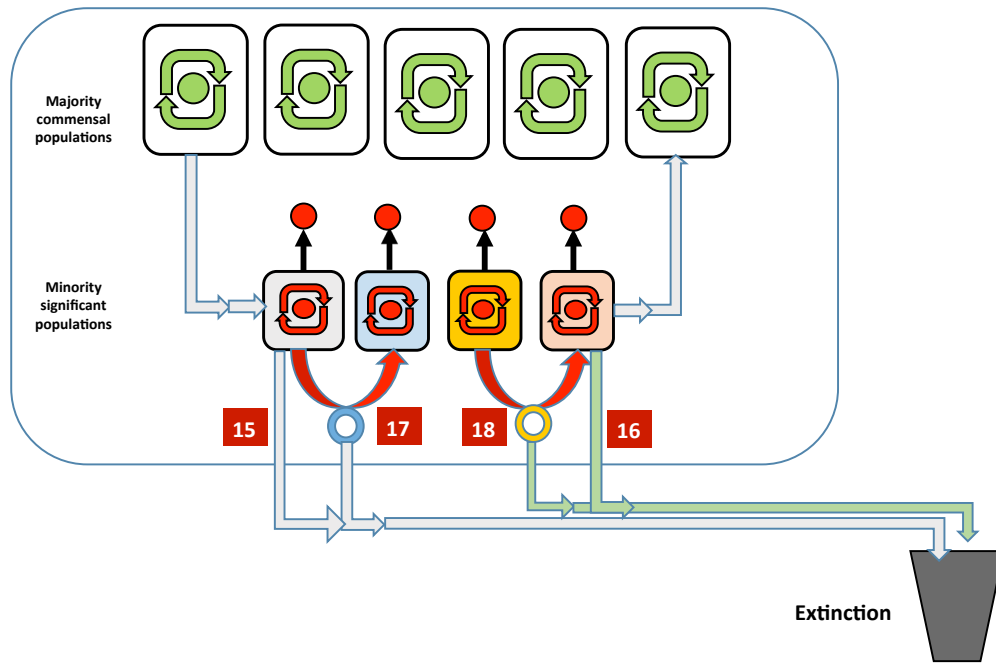 Majority
commensal
populations
Minority
significant
populations
15
17
18
16
Extinction